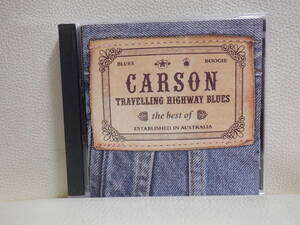 BLUES BOOGIE
CARSON
TRAVELLING HIGHWAY BLUES
the best of
ESTABLISHED IN AUSTRALIA